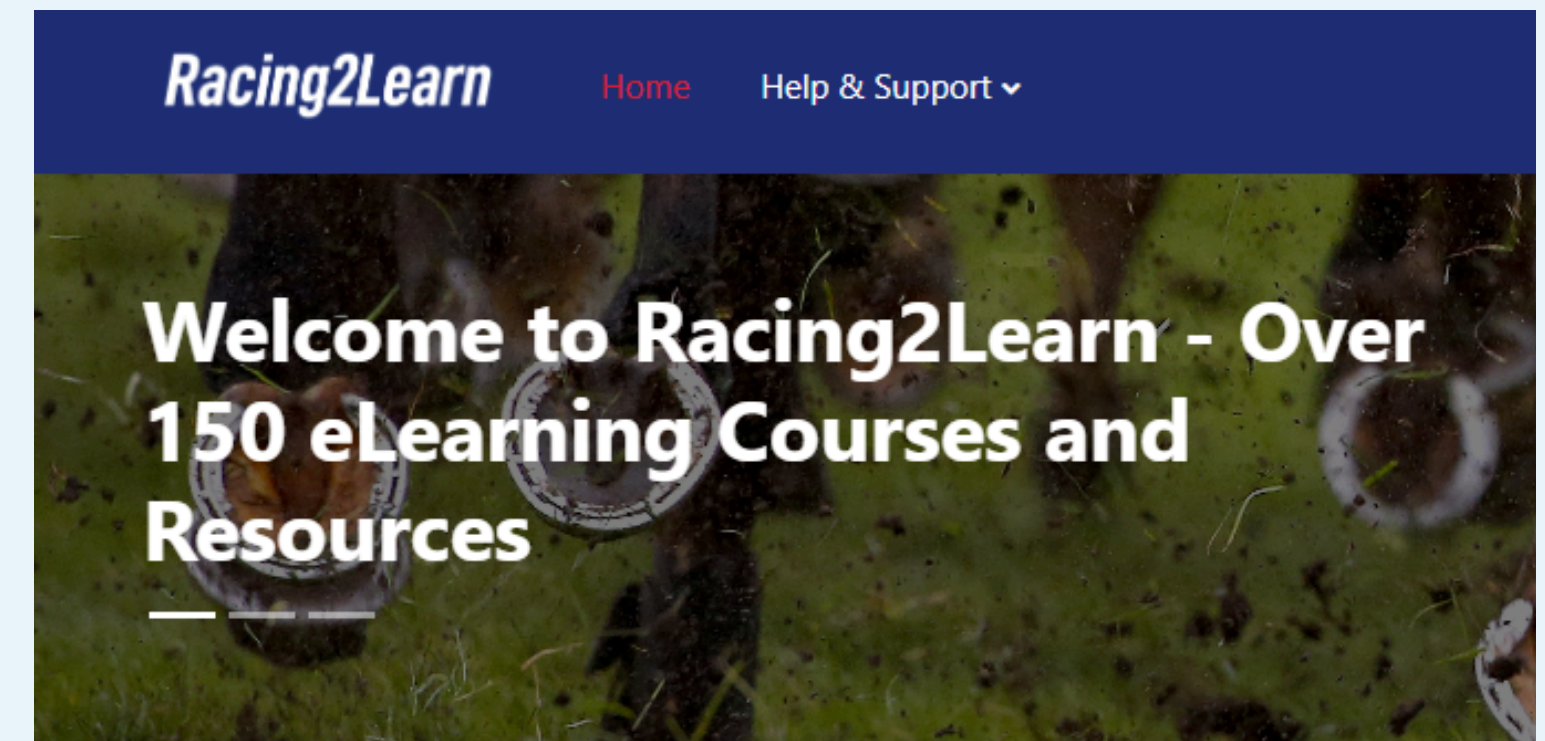 Racing2Learn
Home
Help & Support
Welcome to Racing2Learn - Over
150 eLearning Courses and
Resources